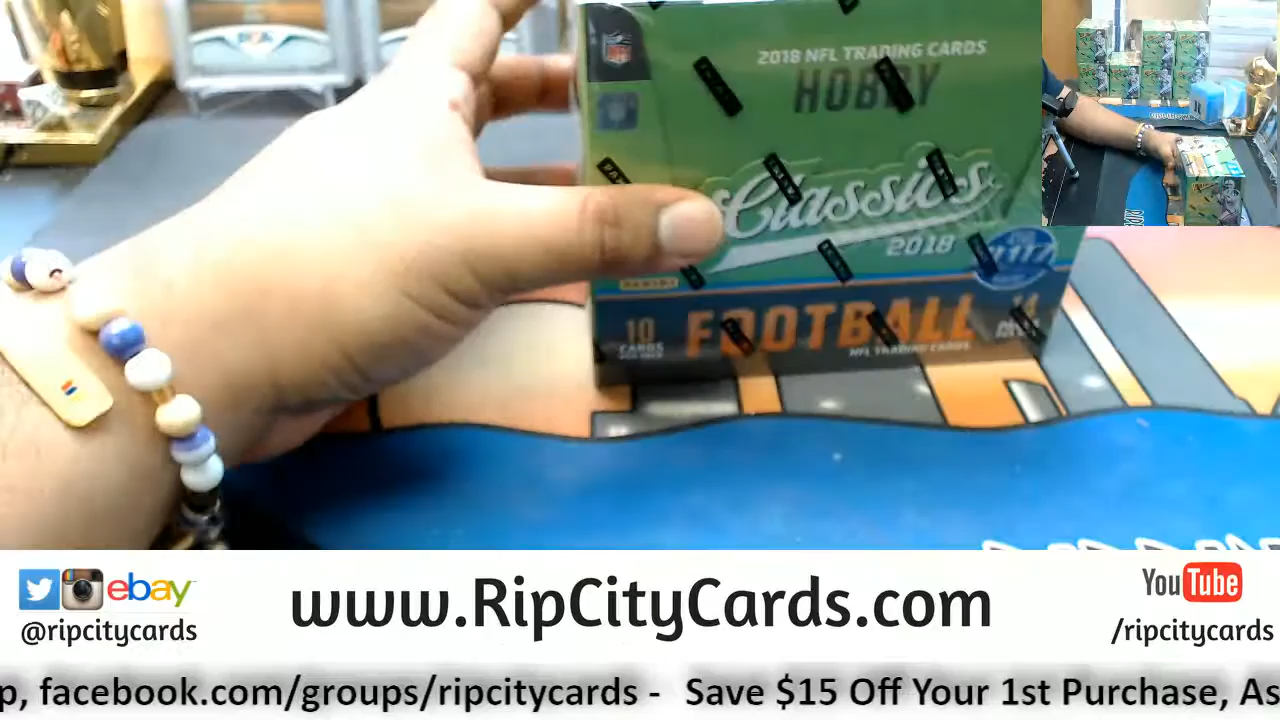 2018 NFL TRADING CARDS
HOBBY
Classics
2018
PANINI
10
CARDS
FOOTBALL
NFL TRADING CARDS
ebay
@ripcitycards
www.RipCityCards.com
YouTube
/ripcitycards
p, facebook.com/groups/ripcitycards - Save $15 Off Your 1st Purchase, As